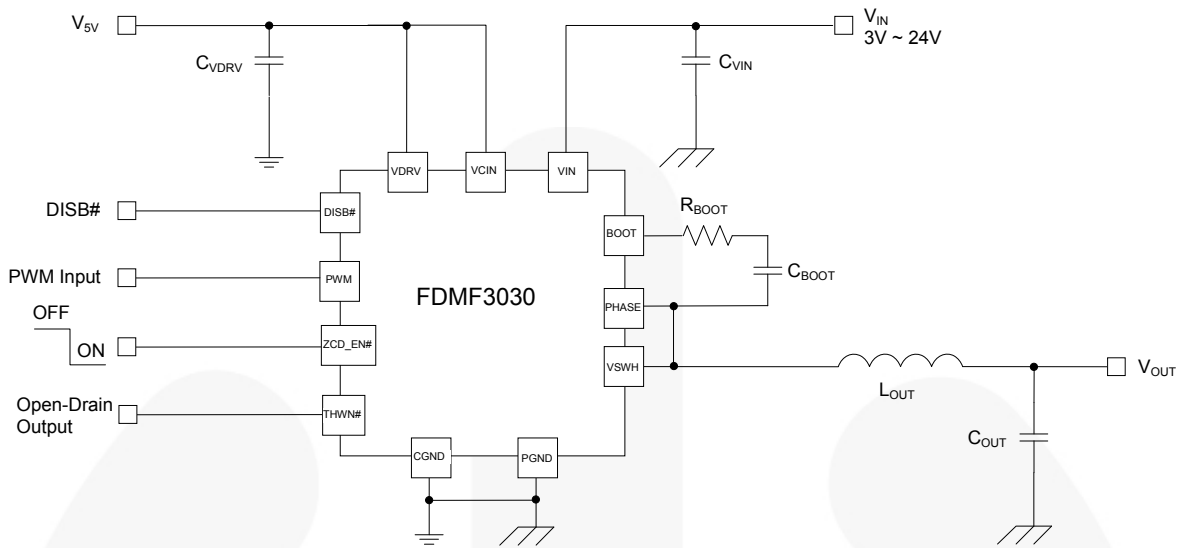 V5V
VIN
3V ~ 24V
CVDRV
CVIN
VDRV
VCIN
VIN
DISB#
DISB#
BOOT
RBOOT
CBOOT
PWM Input
PWM
FDMF3030
PHASE
OFF
ON
ZCD_EN#
VSWH
LOUT
VOUT
Open-Drain
Output
THWN#
COUT
CGND
PGND